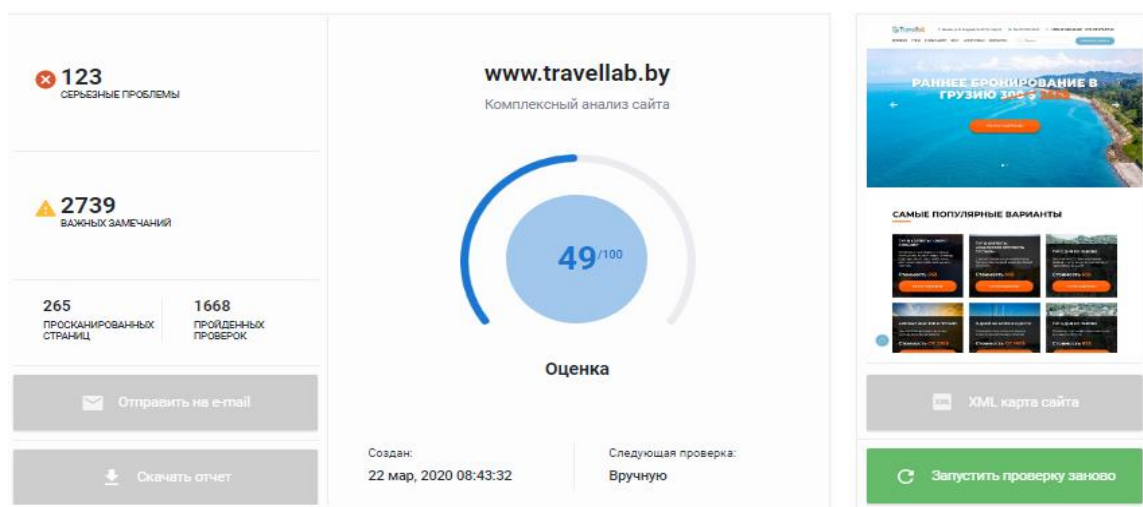 123
СЕРЬЕЗНЫЕ ПРОБЛЕМЫ
2739
ВАЖНЫХ ЗАМЕЧАНИЙ
265
ПРОСКАНИРОВАННЫХ
СТРАНИЦ
1668
ПРОЙДЕННЫХ
ПРОВЕРОК
Отправить на e-mail
Скачать отчет
www.travellab.by
Комплексный анализ сайта
49/100
Оценка
Создан:
22 мар, 2020 08:43:32
Следующая проверка:
Вручную
Travellab
РАННЕЕ БРОНИРОВАНИЕ В
ГРУЗИЮ
САМЫЕ ПОПУЛЯРНЫЕ ВАРИАНТЫ
XML карта сайта
Запустить проверку заново